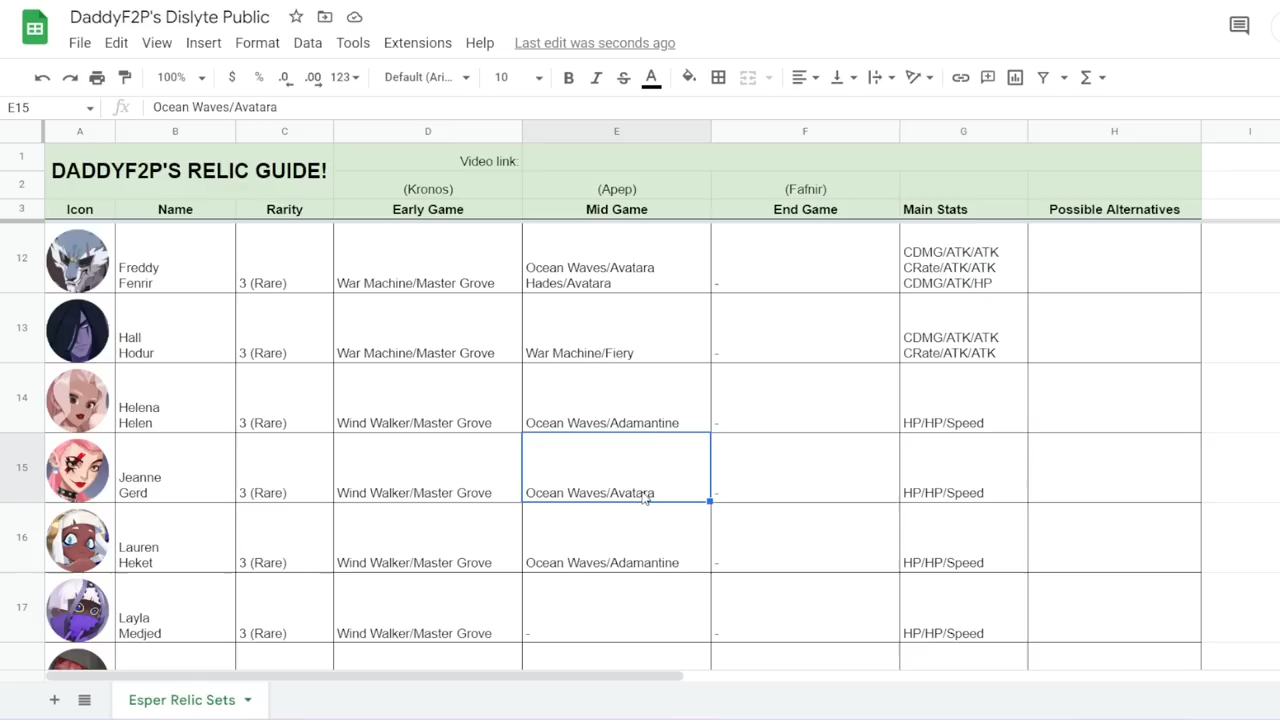 DaddyF2P's Dislyte Public
File Edit View Insert Format Data Tools Extensions Help Last edit was seconds ago
100% $ % .0 .00 123 Default (Ari... 10 B I S A
E15 fx Ocean Waves/Avatara
A B C D E F G H I
1 DADDYF2P'S RELIC GUIDE! Video link:
2 (Kronos) (Apep) (Fafnir)
3 Icon Name Rarity Early Game Mid Game End Game Main Stats Possible Alternatives
CDMG/ATK/ATK
12 Freddy Ocean Waves/Avatara CRate/ATK/ATK
Fenrir 3 (Rare) War Machine/Master Grove Hades/Avatara - CDMG/ATK/HP
13 Hall CDMG/ATK/ATK
Hodur 3 (Rare) War Machine/Master Grove War Machine/Fiery - CRate/ATK/ATK
14 Helena
Helen 3 (Rare) Wind Walker/Master Grove Ocean Waves/Adamantine - HP/HP/Speed
15 Jeanne
Gerd 3 (Rare) Wind Walker/Master Grove Ocean Waves/Avatara - HP/HP/Speed
16 Lauren
Heket 3 (Rare) Wind Walker/Master Grove Ocean Waves/Adamantine - HP/HP/Speed
17 Layla
Medjed 3 (Rare) Wind Walker/Master Grove - - HP/HP/Speed
Esper Relic Sets